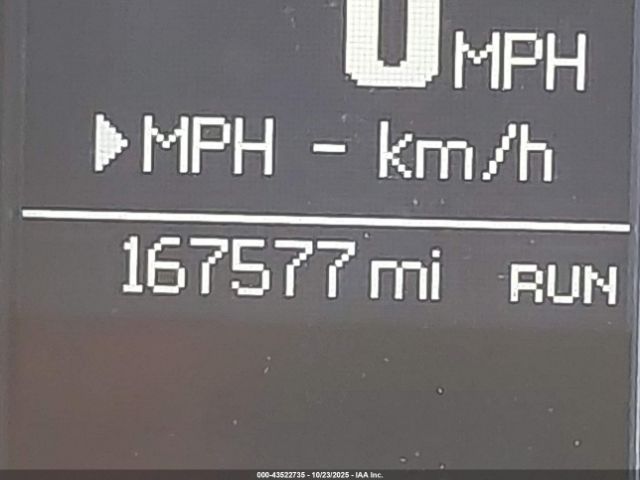 0 MPH
MPH - km/h
167577 mi RUN
000-43522735 - 10/23/2025 - IAA Inc.